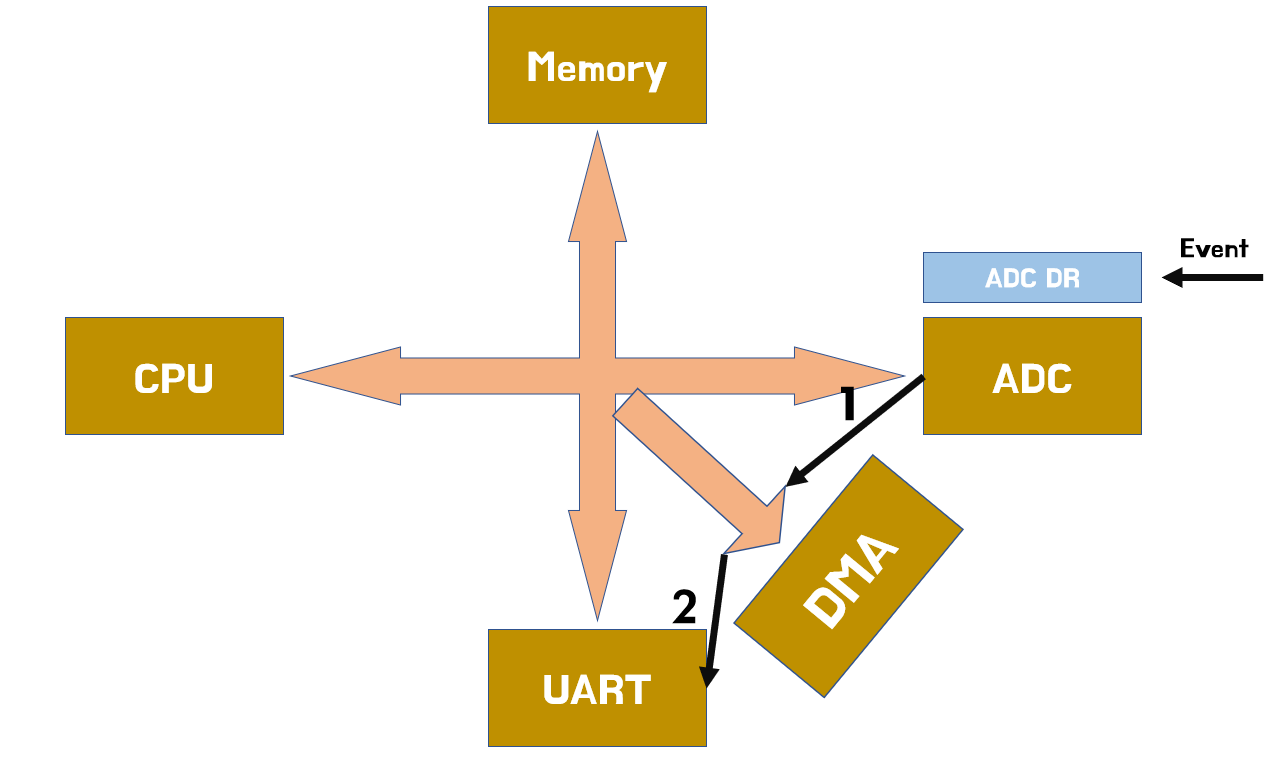 Memory
Event
ADC DR
CPU
ADC
1
DMA
2
UART